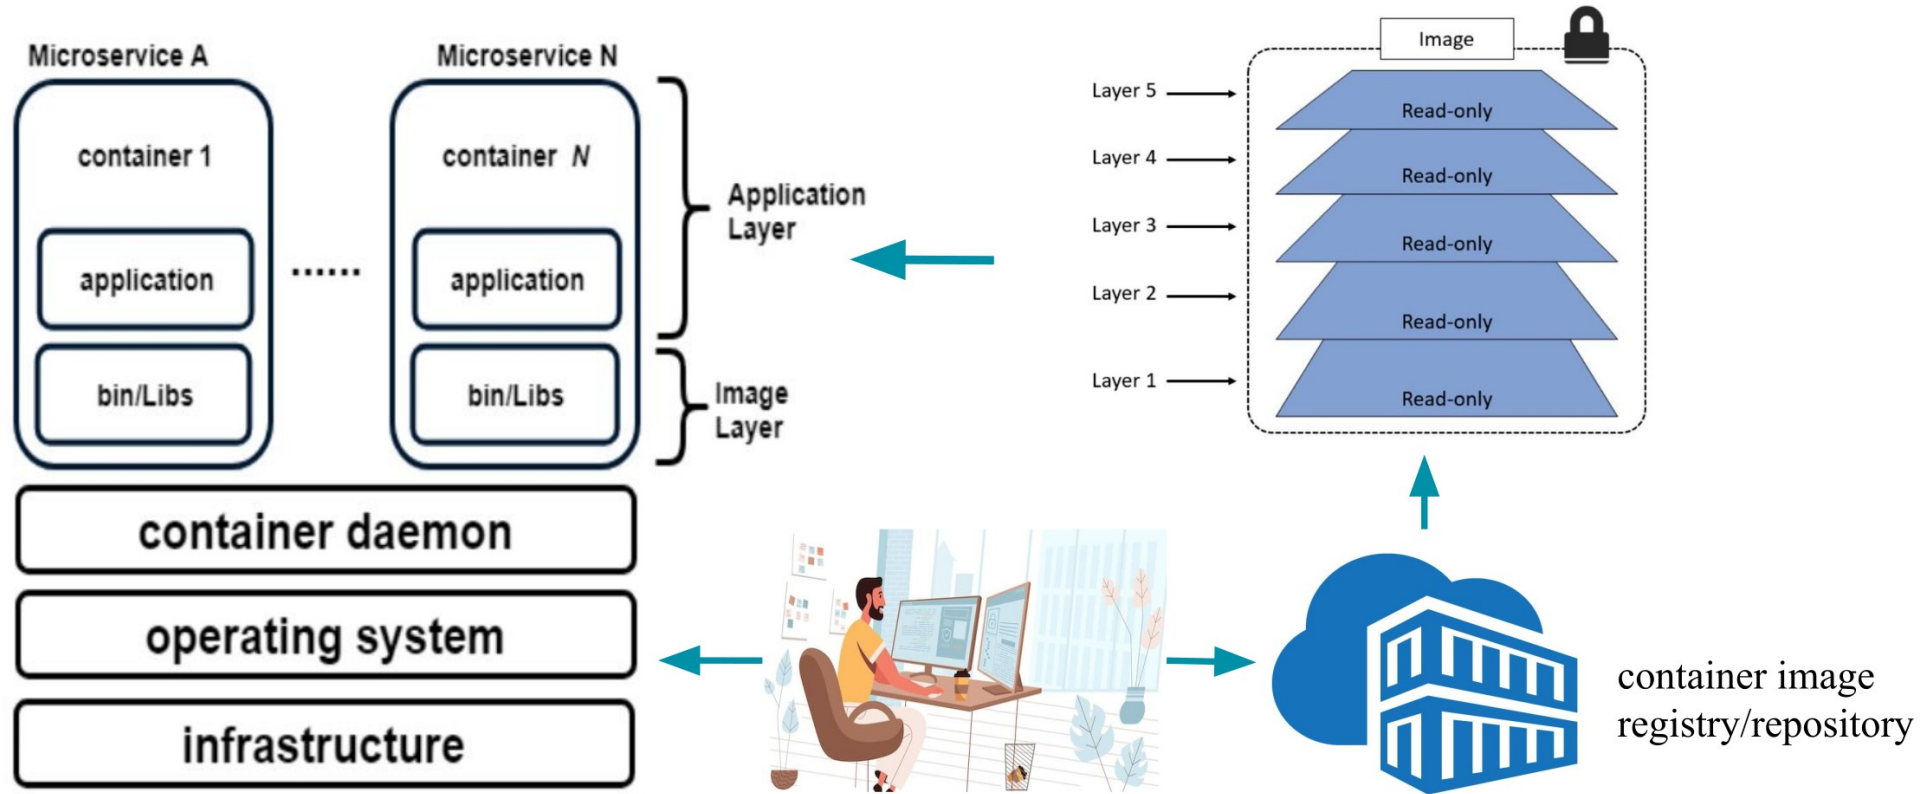 Microservice A
Microservice N
container 1
container N
application
......
application
bin/Libs
bin/Libs
Application
Layer
Image
Layer
container daemon
operating system
infrastructure
Image
Layer 5
Read-only
Layer 4
Read-only
Layer 3
Read-only
Layer 2
Read-only
Layer 1
Read-only
container image
registry/repository